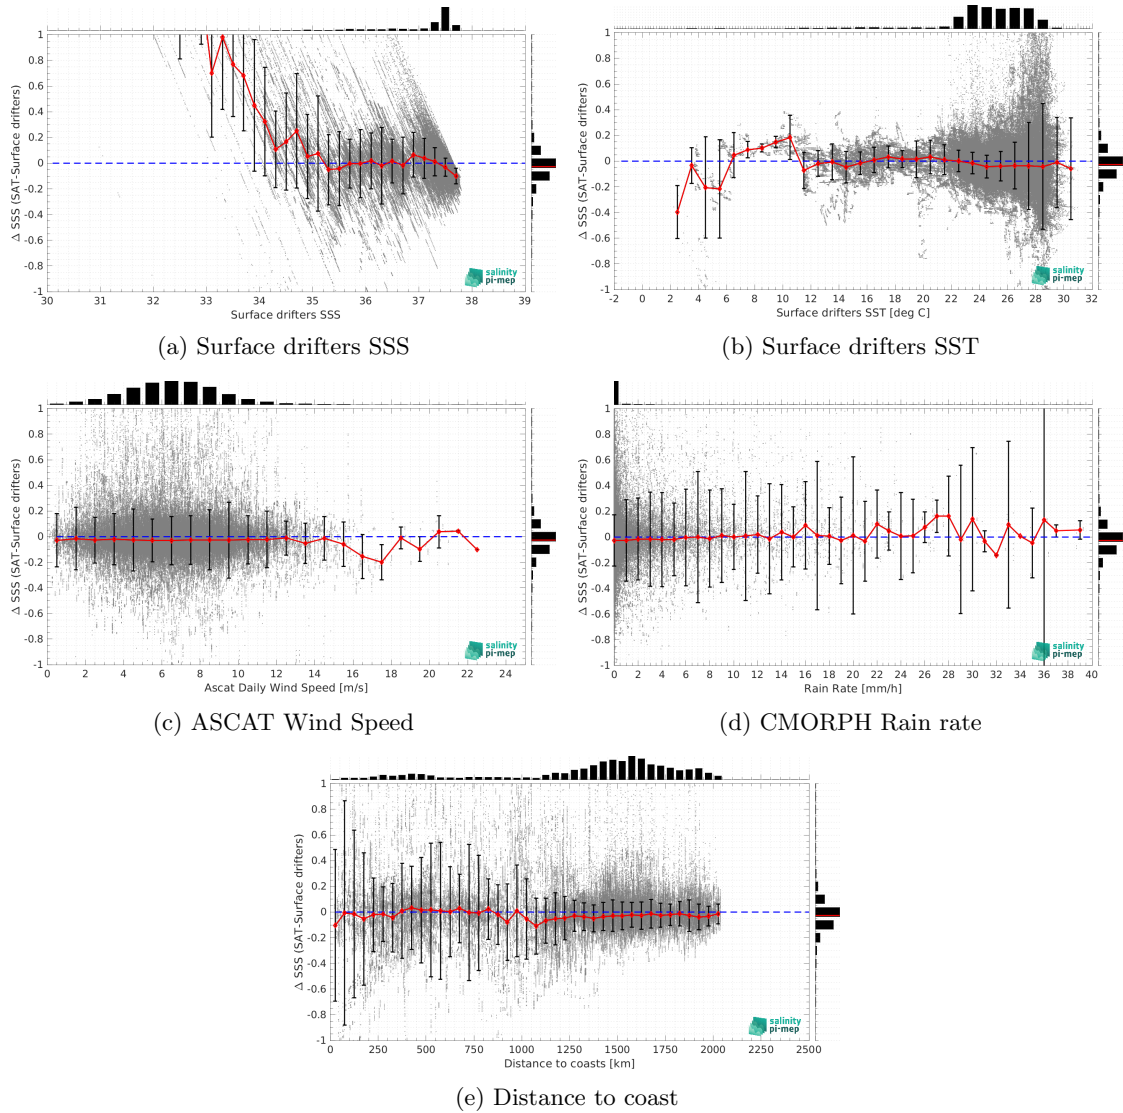 Δ SSS (SAT-Surface drifters)
1
0.8
0.6
0.4
0.2
0
-0.2
-0.4
-0.6
-0.8
-1
30 31 32 33 34 35 36 37 38 39
Surface drifters SSS
salinity
pi-mep
(a) Surface drifters SSS
Δ SSS (SAT-Surface drifters)
1
0.8
0.6
0.4
0.2
0
-0.2
-0.4
-0.6
-0.8
-1
-2 0 2 4 6 8 10 12 14 16 18 20 22 24 26 28 30 32
Surface drifters SST [deg C]
salinity
pi-mep
(b) Surface drifters SST
Δ SSS (SAT-Surface drifters)
1
0.8
0.6
0.4
0.2
0
-0.2
-0.4
-0.6
-0.8
-1
0 2 4 6 8 10 12 14 16 18 20 22 24
Ascat Daily Wind Speed [m/s]
salinity
pi-mep
(c) ASCAT Wind Speed
Δ SSS (SAT-Surface drifters)
1
0.8
0.6
0.4
0.2
0
-0.2
-0.4
-0.6
-0.8
-1
0 2 4 6 8 10 12 14 16 18 20 22 24 26 28 30 32 34 36 38 40
Rain Rate [mm/h]
salinity
pi-mep
(d) CMORPH Rain rate
Δ SSS (SAT-Surface drifters)
1
0.8
0.6
0.4
0.2
0
-0.2
-0.4
-0.6
-0.8
-1
0 250 500 750 1000 1250 1500 1750 2000 2250 2500
Distance to coasts [km]
salinity
pi-mep
(e) Distance to coast